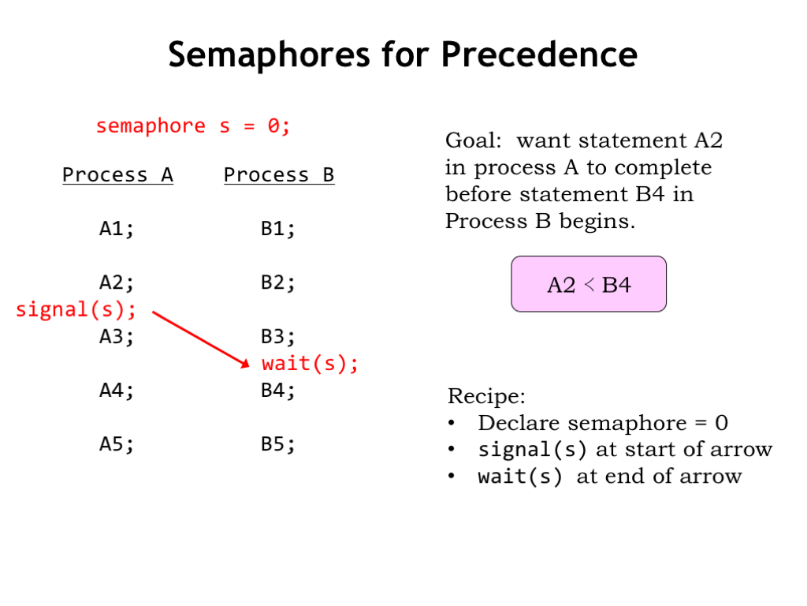 Semaphores for Precedence
semaphore s = 0;
Process A
Process B
A1;
B1;
A2;
B2;
signal(s);
A3;
B3;
wait(s);
A4;
B4;
A5;
B5;
Goal: want statement A2
in process A to complete
before statement B4 in
Process B begins.
A2 < B4
Recipe:
• Declare semaphore = 0
• signal(s) at start of arrow
• wait(s) at end of arrow